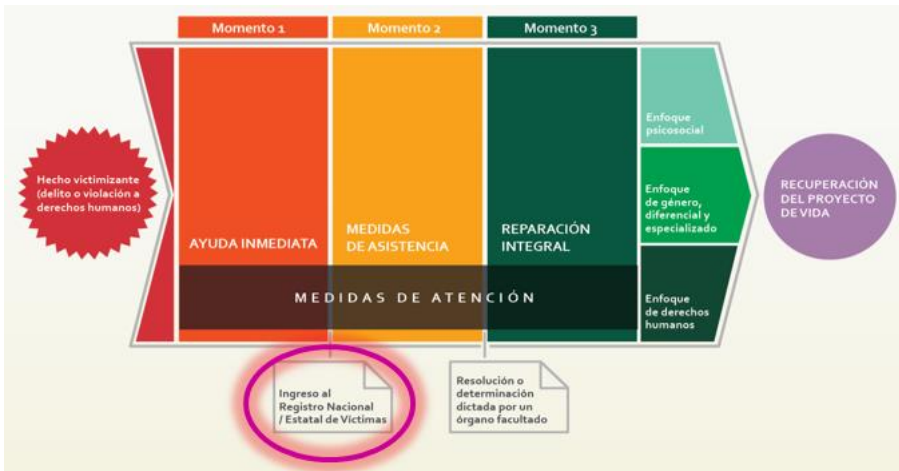 Momento 1
Momento 2
Momento 3
Hecho victimizante
(delito o violación a
derechos humanos)
AYUDA INMEDIATA
MEDIDAS
DE ASISTENCIA
REPARACIÓN
INTEGRAL
MEDIDAS DE ATENCIÓN
Enfoque
psicosocial
Enfoque
de género,
diferencial y
especializado
Enfoque
de derechos
humanos
RECUPERACIÓN
DEL PROYECTO
DE VIDA
Ingreso al
Registro Nacional
/ Estatal de Víctimas
Resolución o
determinación
dictada por un
órgano facultado